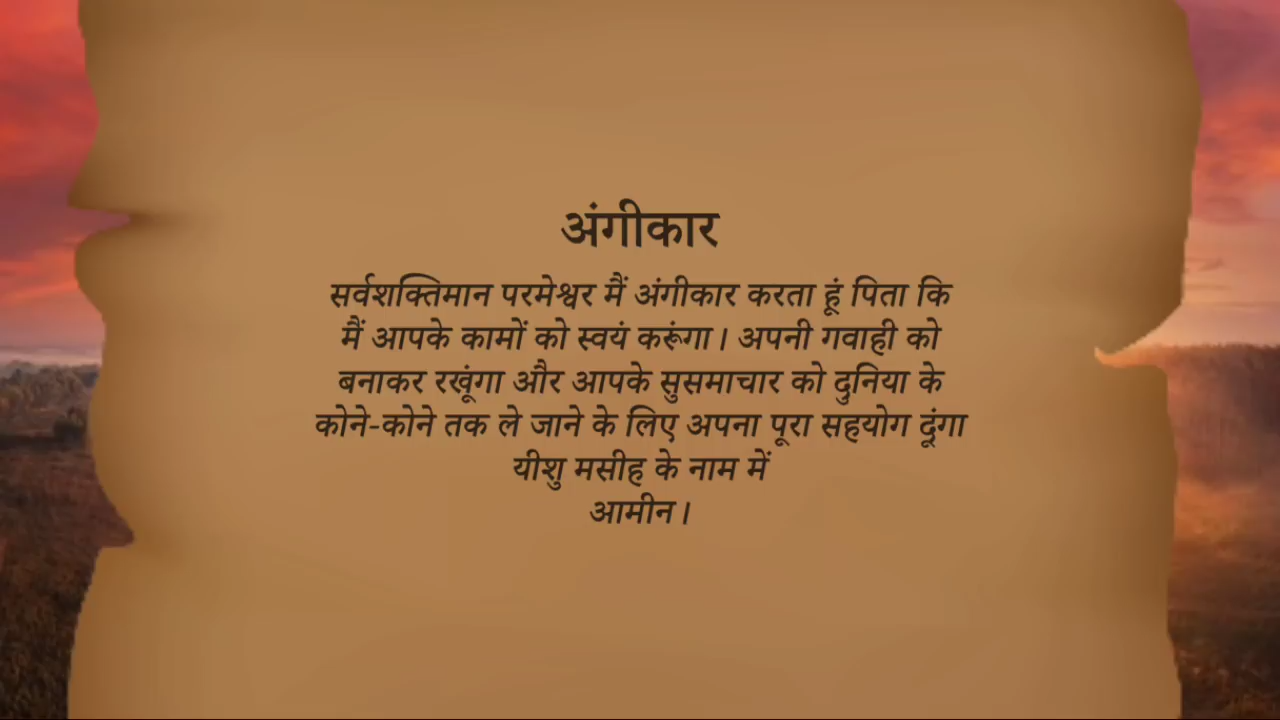 अंगीकार
सर्वशक्तिमान परमेश्वर मैं अंगीकार करता हूं पिता कि
मैं आपके कामों को स्वयं करूंगा। अपनी गवाही को
बनाकर रखूंगा और आपके सुसमाचार को दुनिया के
कोने-कोने तक ले जाने के लिए अपना पूरा सहयोग दूंगा
यीशु मसीह के नाम में
आमीन।